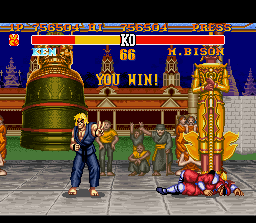 1P 756504 HI 756504 PRESS
KO
KEN 66 M.BISON
YOU WIN!